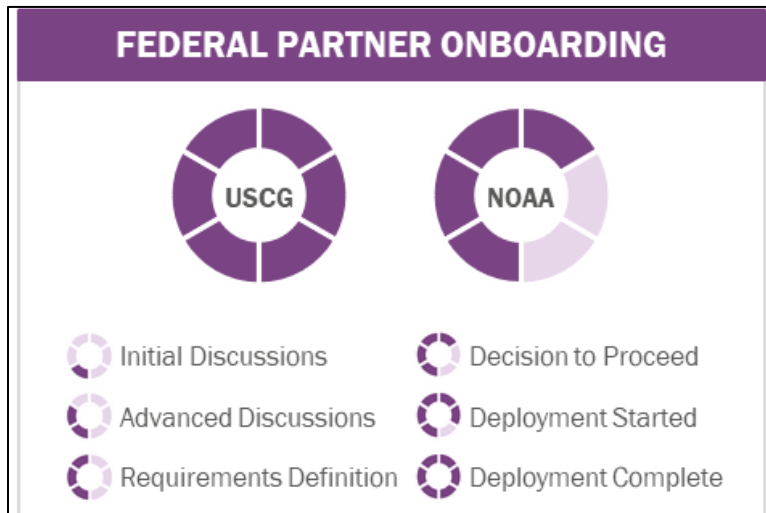 FEDERAL PARTNER ONBOARDING
USCG
NOAA
Initial Discussions
Advanced Discussions
Requirements Definition
Decision to Proceed
Deployment Started
Deployment Complete